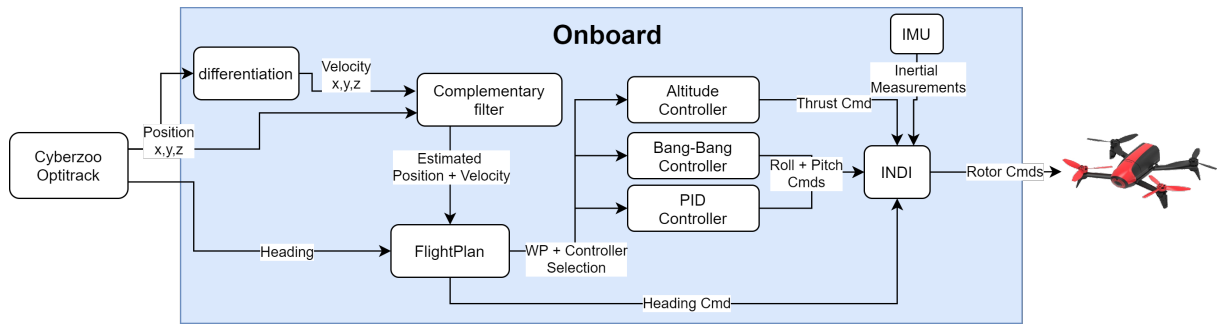 Onboard
IMU
differentiation
Velocity
x,y,z
Complementary
filter
Altitude
Controller
Thrust Cmd
Inertial
Measurements
Cyberzoo
Optitrack
Position
x,y,z
Estimated
Position + Velocity
Bang-Bang
Controller
Roll + Pitch
Cmds
INDI
Rotor Cmds
PID
Controller
Heading
FlightPlan
WP + Controller
Selection
Heading Cmd